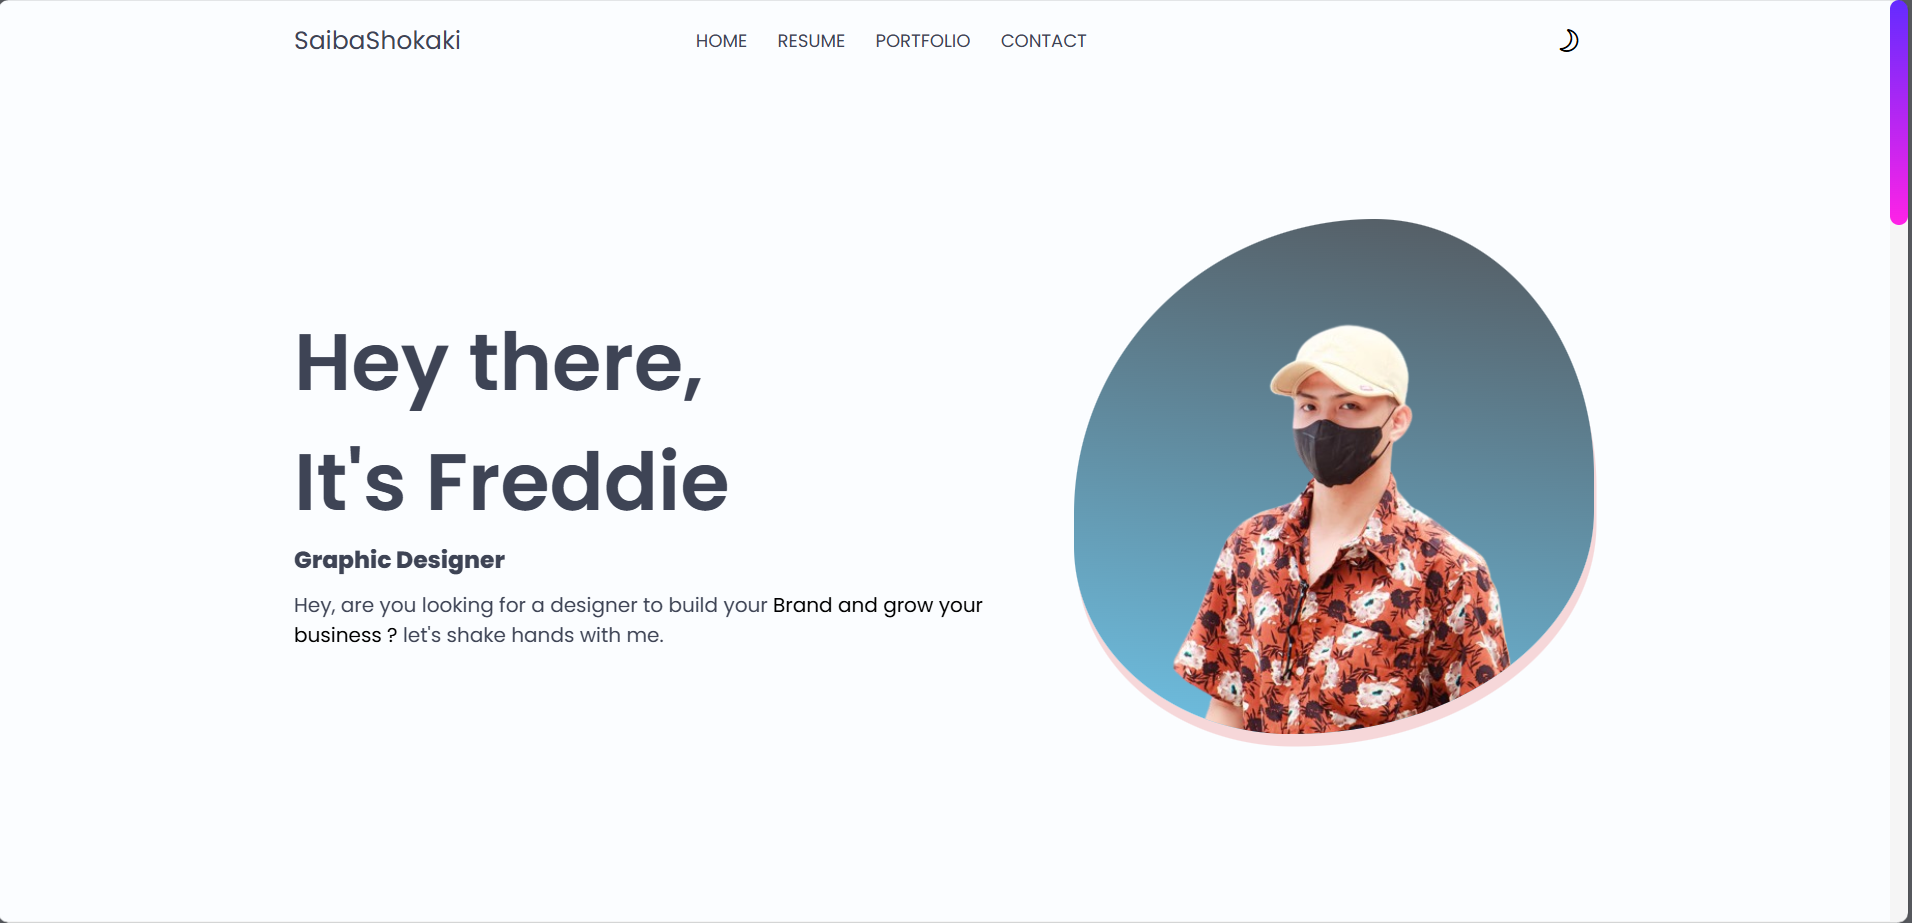 SaibaShokaki
HOME RESUME PORTFOLIO CONTACT
Hey there,
It's Freddie
Graphic Designer
Hey, are you looking for a designer to build your Brand and grow your
business ? let's shake hands with me.